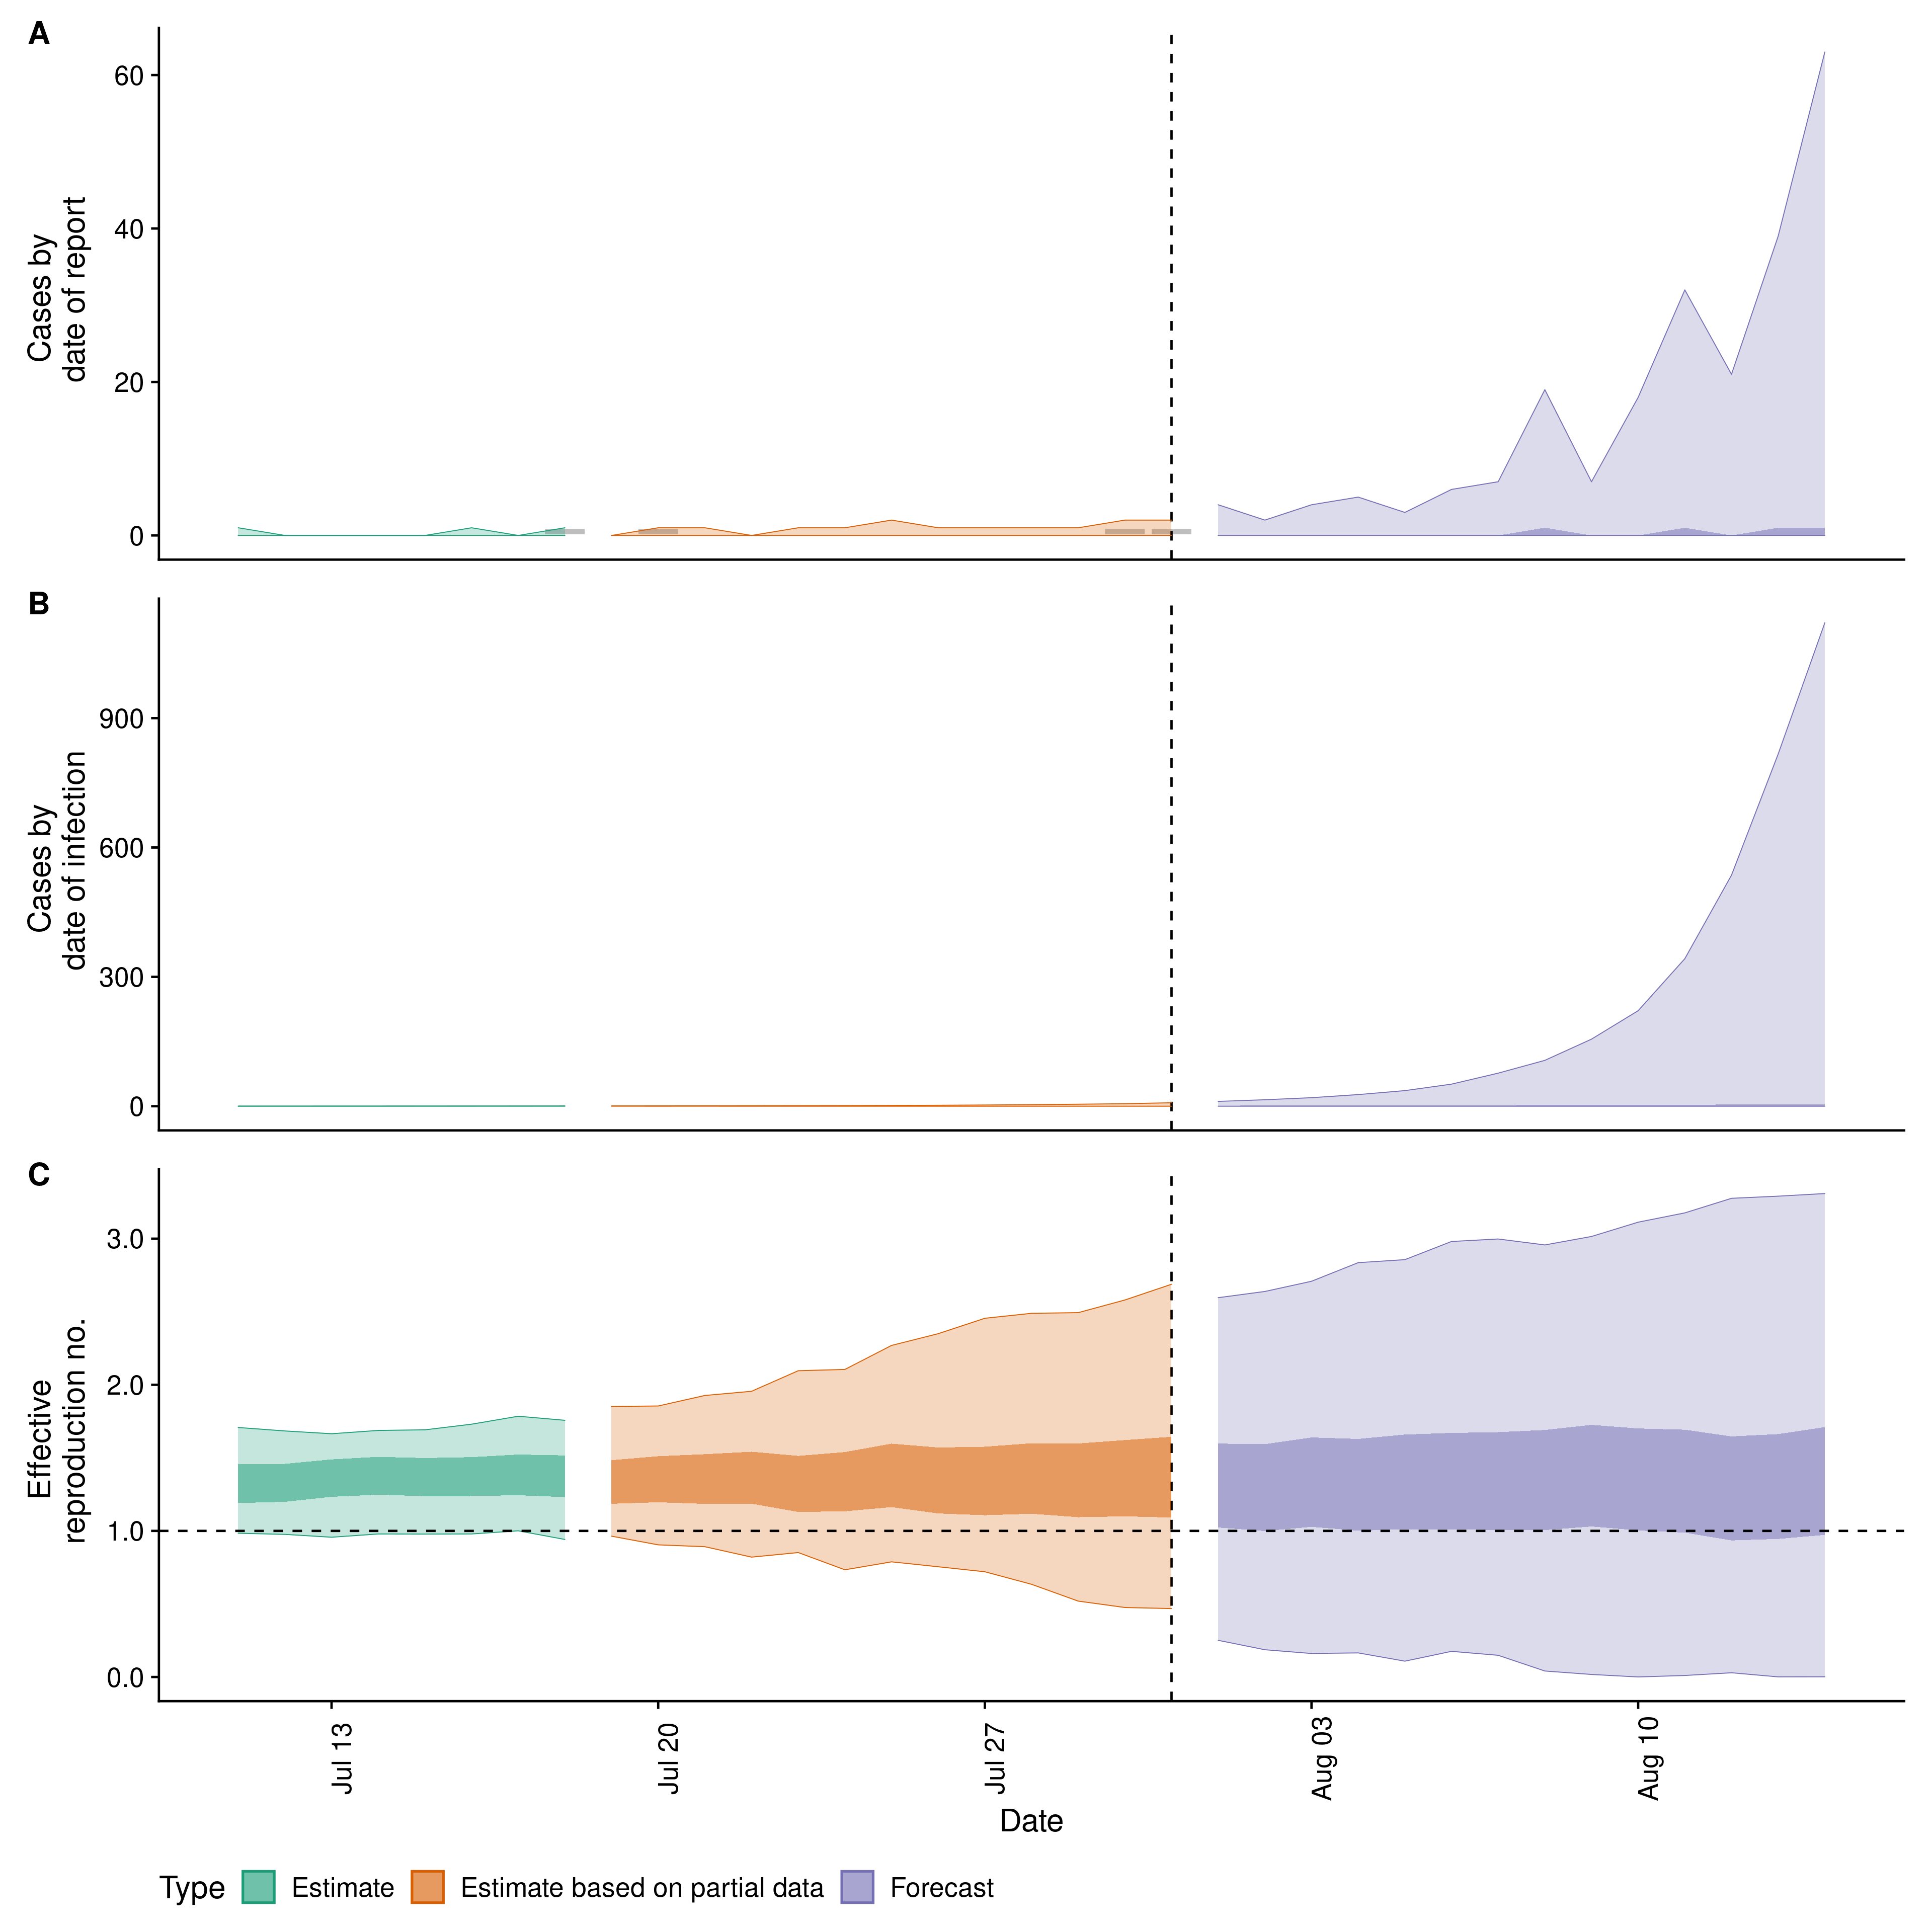 A
Cases by
date of report
60
40
20
0
B
Cases by
date of infection
900
600
300
0
C
Effective
reproduction no.
3.0
2.0
1.0
0.0
Jul 13
Jul 20
Jul 27
Aug 03
Aug 10
Date
Type Estimate Estimate based on partial data Forecast